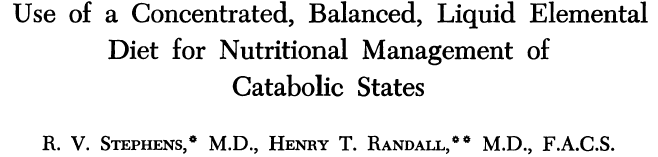 Use of a Concentrated, Balanced, Liquid Elemental
Diet for Nutritional Management of
Catabolic States
R. V. Stephens,* M.D., Henry T. Randall,** M.D., F.A.C.S.